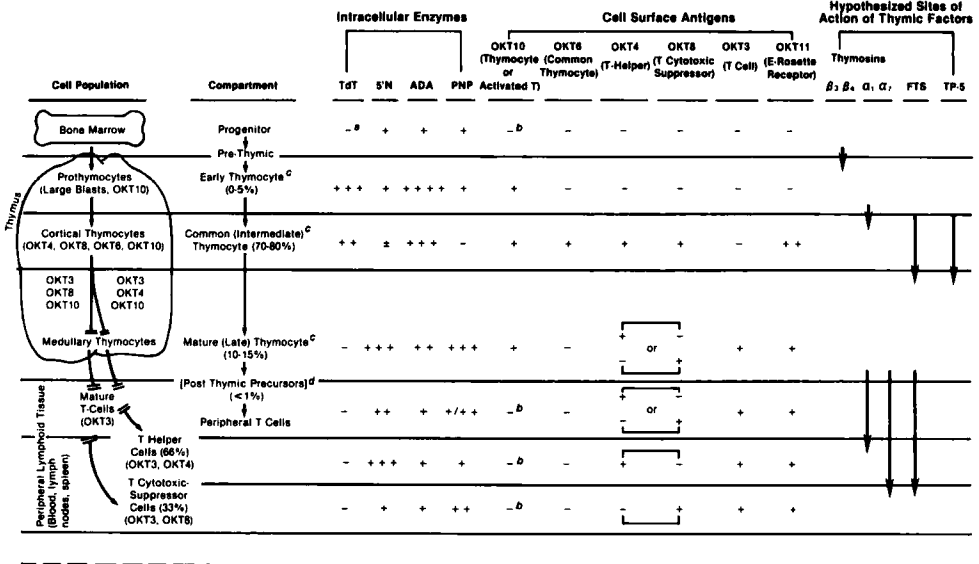 Intracellular Enzymes
Cell Surface Antigens
Hypothesized Sites of
Action of Thymic Factors
OKT10 OKT6 OKT4 OKT8 OKT3 OKT11
(Thymocyte (Common (T-Helper) (T Cytotoxic (T Cell) (E-Rosette
or Thymocyte) Suppressor) Receptor)
Activated T)
Thymosins
Cell Population Compartment TdT 5'N ADA PNP β₃ β₄ α₁ α₇ FTS TP-5
Bone Marrow Progenitor –ᵃ + + + –ᵇ – – – – –
Pre-Thymic
Thymus
Prothymocytes Early Thymocyteᶜ
(Large Blasts, OKT10) (0-5%) +++ + ++++ + + – – – – –
Cortical Thymocytes Common (Intermediate)ᶜ
(OKT4, OKT8, OKT6, OKT10) Thymocyte (70-80%) ++ ± +++ – + + + + – ++
OKT3 OKT3
OKT8 OKT4
OKT10 OKT10
+ –
Medullary Thymocytes Mature (Late) Thymocyteᶜ – +++ ++ +++ + – or + +
(10-15%)
– +
[Post Thymic Precursors]ᵈ
(<1%)
Mature
T-Cells
(OKT3)
+ –
– ++ + +/++ –ᵇ – or + +
– +
Peripheral T Cells
Peripheral Lymphoid Tissue
(Blood, lymph
nodes, spleen)
T Helper
Cells (66%)
(OKT3, OKT4) – +++ + + –ᵇ – + – + +
T Cytotoxic-
Suppressor
Cells (33%) – + + ++ –ᵇ – – + + +
(OKT3, OKT8)